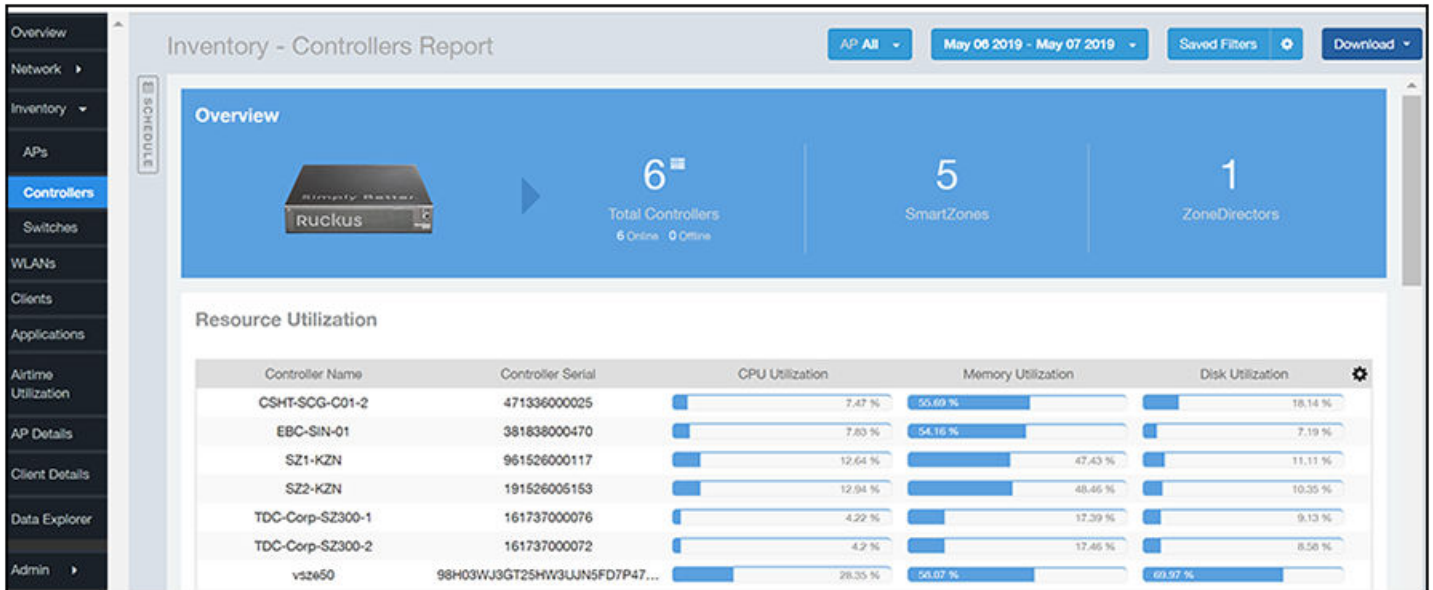 Overview
Network
Inventory
APs
Controllers
Switches
WLANs
Clients
Applications
Airtime
Utilization
AP Details
Client Details
Data Explorer
Admin
SCHEDULE
Inventory - Controllers Report
AP All
May 06 2019 - May 07 2019
Saved Filters
Download
Overview
Simply Better
Ruckus
6
Total Controllers
6 Online 0 Offline
5
SmartZones
1
ZoneDirectors
Resource Utilization
Controller Name Controller Serial CPU Utilization Memory Utilization Disk Utilization
CSHT-SCG-C01-2 471336000025 7.47 % 55.69 % 18.14 %
EBC-SIN-01 381838000470 7.83 % 54.16 % 7.19 %
SZ1-KZN 961526000117 12.64 % 47.43 % 11.11 %
SZ2-KZN 191526005153 12.94 % 48.46 % 10.35 %
TDC-Corp-SZ300-1 161737000076 4.22 % 17.39 % 9.13 %
TDC-Corp-SZ300-2 161737000072 4.2 % 17.46 % 8.58 %
vsze50 98H03WJ3GT25HW3UJN5FD7P47... 28.35 % 58.07 % 69.97 %